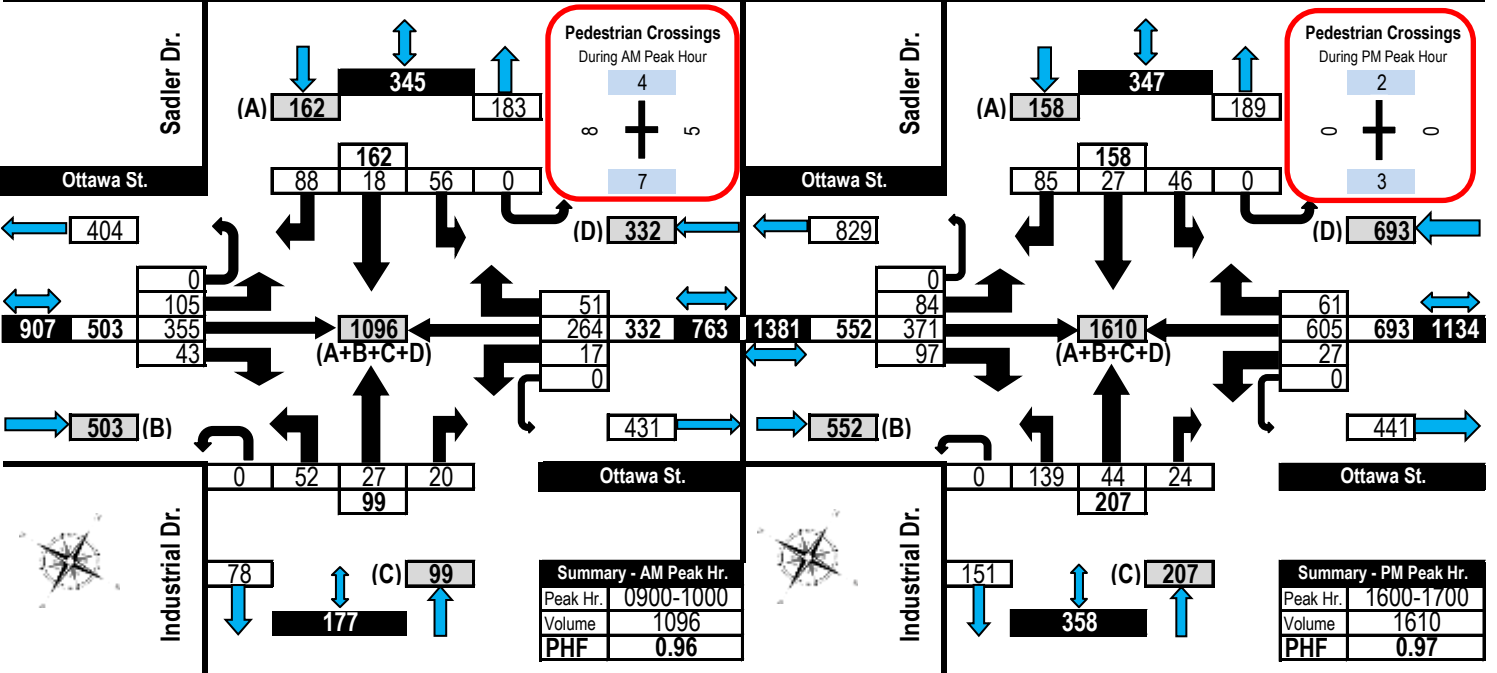 Sadler Dr.
Pedestrian Crossings
During AM Peak Hour
4
8
5
7
345
(A) 162
183
162
88 18 56 0
Ottawa St.
404
(D) 332
0
105
907 503 355
43
1096
(A+B+C+D)
51
264 332 763
17
0
503 (B)
431
0 52 27 20
99
Ottawa St.
Industrial Dr.
78
(C) 99
177
Summary - AM Peak Hr.
Peak Hr. 0900-1000
Volume 1096
PHF 0.96
Sadler Dr.
Pedestrian Crossings
During PM Peak Hour
2
0
0
3
347
(A) 158
189
158
85 27 46 0
Ottawa St.
829
(D) 693
0
84
1381 552 371
97
1610
(A+B+C+D)
61
605 693 1134
27
0
552 (B)
441
0 139 44 24
207
Ottawa St.
Industrial Dr.
151
(C) 207
358
Summary - PM Peak Hr.
Peak Hr. 1600-1700
Volume 1610
PHF 0.97